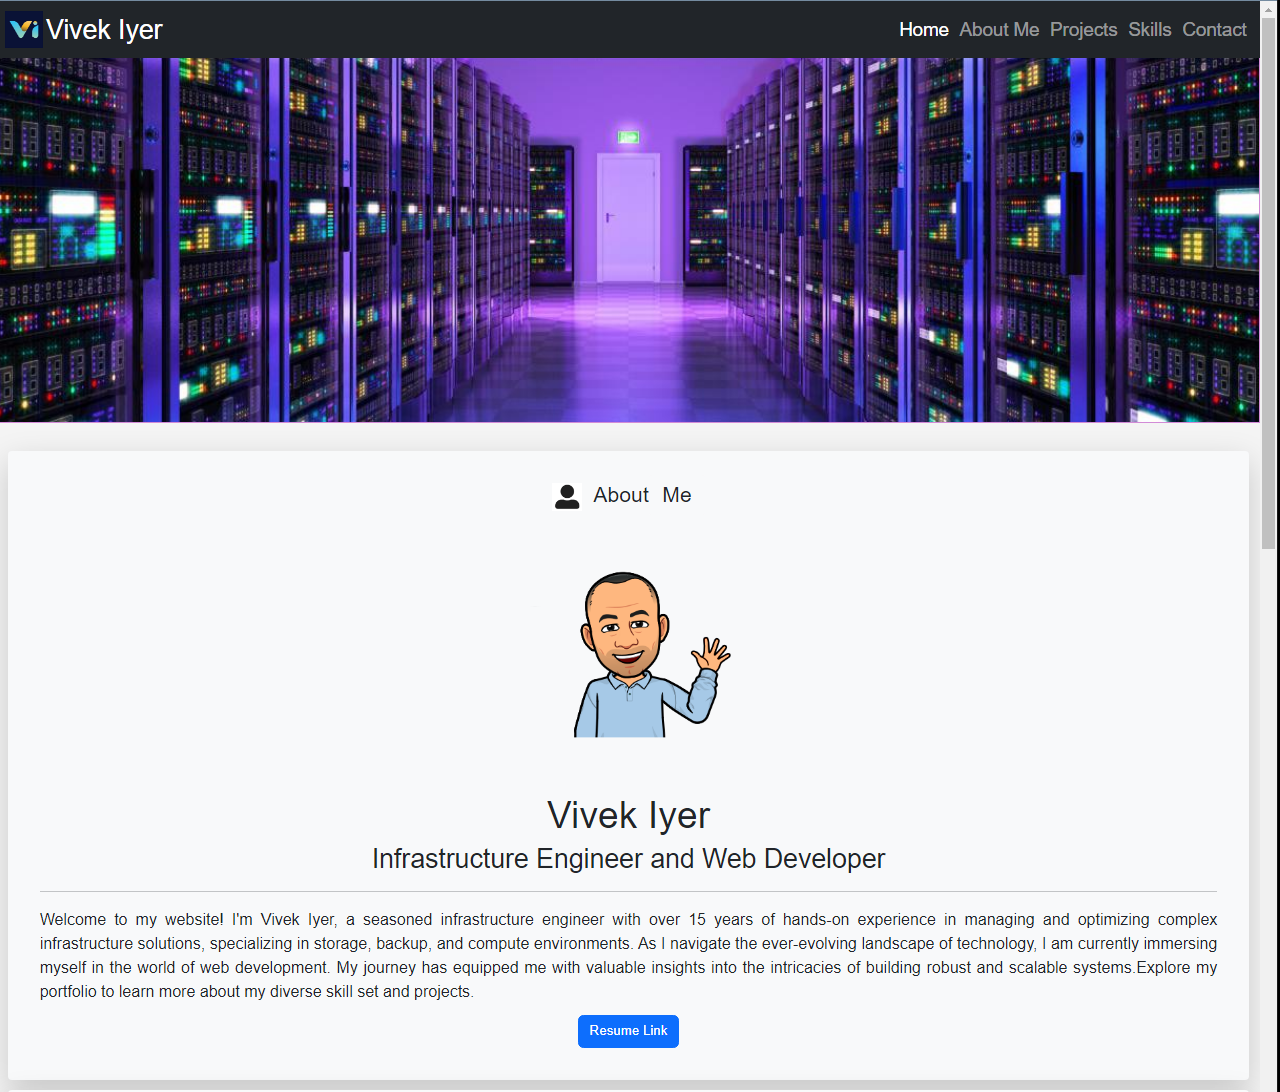 Vi Vivek Iyer
Home About Me Projects Skills Contact
About Me
Vivek Iyer
Infrastructure Engineer and Web Developer
Welcome to my website! I'm Vivek Iyer, a seasoned infrastructure engineer with over 15 years of hands-on experience in managing and optimizing complex
infrastructure solutions, specializing in storage, backup, and compute environments. As I navigate the ever-evolving landscape of technology, I am currently immersing
myself in the world of web development. My journey has equipped me with valuable insights into the intricacies of building robust and scalable systems.Explore my
portfolio to learn more about my diverse skill set and projects.
Resume Link